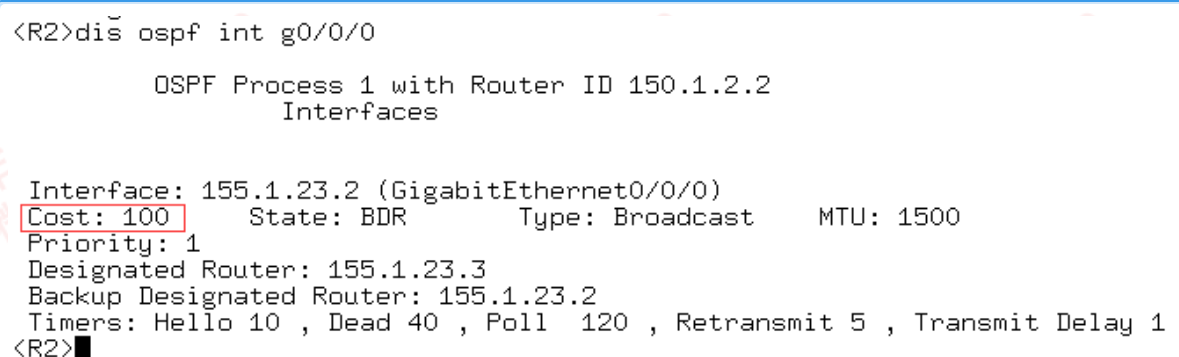 <R2>dis ospf int g0/0/0
OSPF Process 1 with Router ID 150.1.2.2
Interfaces
Interface: 155.1.23.2 (GigabitEthernet0/0/0)
Cost: 100 State: BDR Type: Broadcast MTU: 1500
Priority: 1
Designated Router: 155.1.23.3
Backup Designated Router: 155.1.23.2
Timers: Hello 10 , Dead 40 , Poll 120 , Retransmit 5 , Transmit Delay 1
<R2>